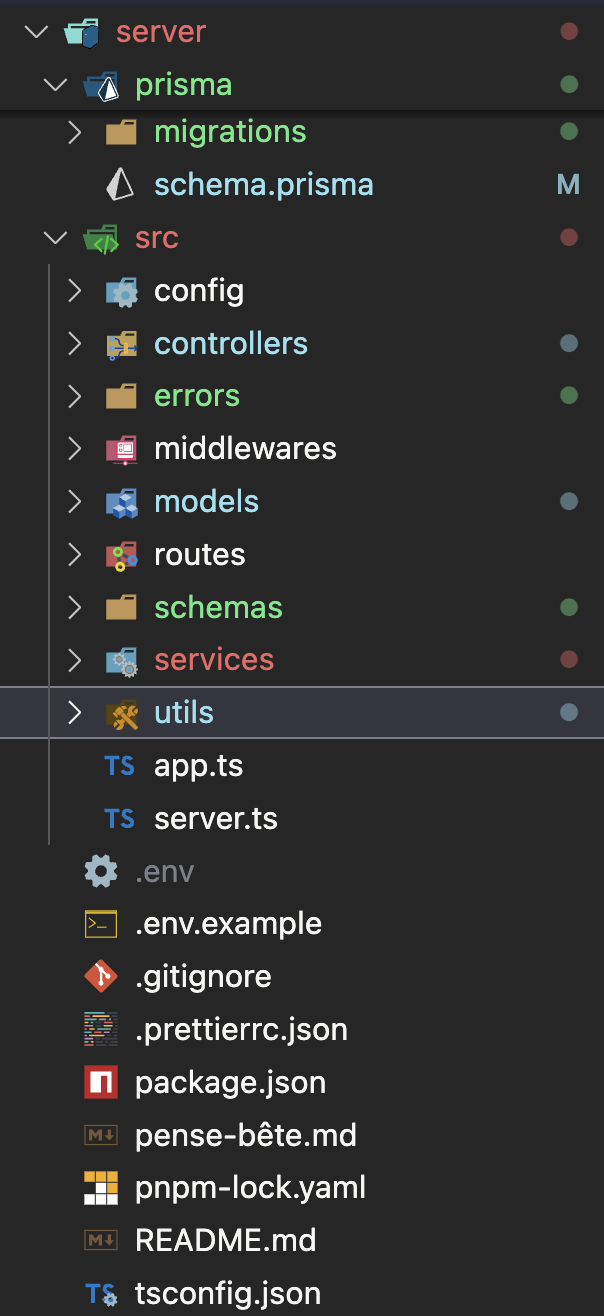 server
prisma
migrations
schema.prisma M
src
config
controllers
errors
middlewares
models
routes
schemas
services
utils
TS app.ts
TS server.ts
.env
.env.example
.gitignore
.prettierrc.json
package.json
M↓ pense-bête.md
pnpm-lock.yaml
M↓ README.md
TS tsconfig.json